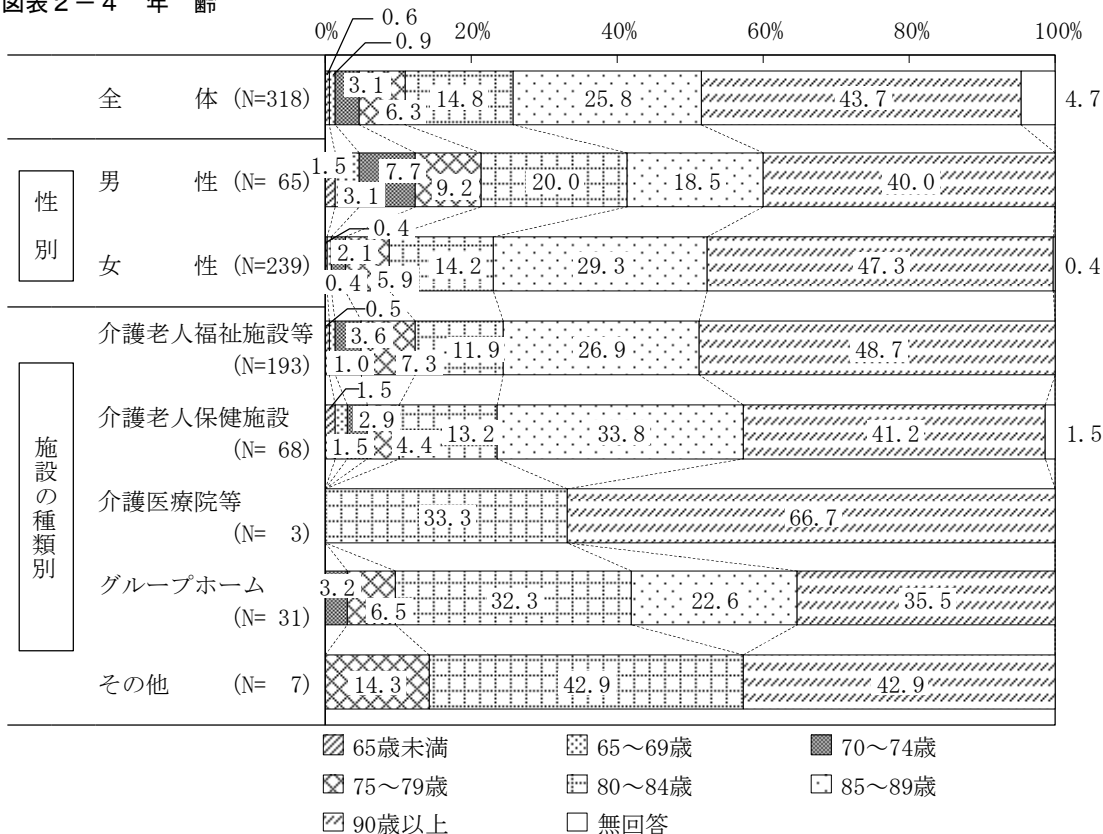 図表２－４　年　齢
0% 20% 40% 60% 80% 100%
0.6
0.9
全　体 (N=318) 3.1 6.3 14.8 25.8 43.7 4.7
性別
男　性 (N= 65) 1.5 3.1 7.7 9.2 20.0 18.5 40.0
0.4
女　性 (N=239) 0.4 2.1 5.9 14.2 29.3 47.3 0.4
施設の種類別
0.5
介護老人福祉施設等
(N=193) 1.0 3.6 7.3 11.9 26.9 48.7
1.5
介護老人保健施設
(N= 68) 1.5 2.9 4.4 13.2 33.8 41.2 1.5
介護医療院等
(N= 3) 33.3 66.7
グループホーム
(N= 31) 3.2 6.5 32.3 22.6 35.5
その他 (N= 7) 14.3 42.9 42.9
65歳未満 65～69歳 70～74歳
75～79歳 80～84歳 85～89歳
90歳以上 無回答